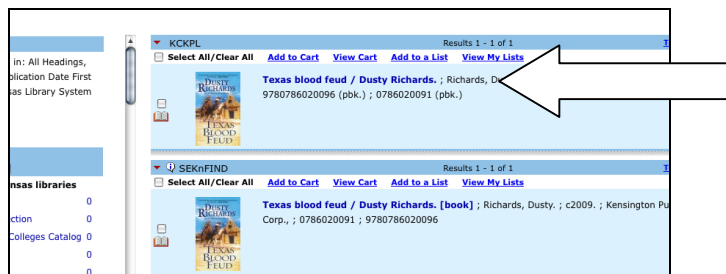 in: All Headings,
blication Date First
sas Library System
nsas libraries
0
ction 0
Colleges Catalog 0
0
0
KCKPL Results 1 - 1 of 1
Select All/Clear All Add to Cart View Cart Add to a List View My Lists
DUSTY
RICHARDS
TEXAS
BLOOD
FEUD
Texas blood feud / Dusty Richards. ; Richards, Du
9780786020096 (pbk.) ; 0786020091 (pbk.)
SEKnFIND Results 1 - 1 of 1
Select All/Clear All Add to Cart View Cart Add to a List View My Lists
DUSTY
RICHARDS
TEXAS
BLOOD
FEUD
Texas blood feud / Dusty Richards. [book] ; Richards, Dusty. ; c2009. ; Kensington Pu
Corp., ; 0786020091 ; 9780786020096